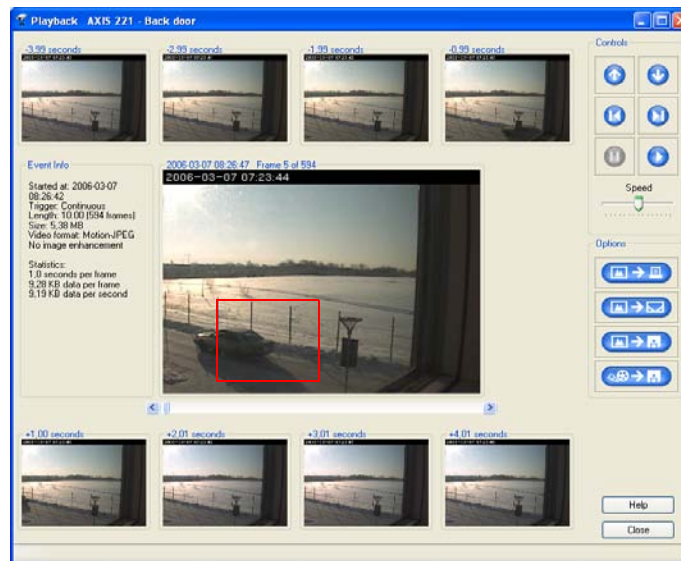 Playback AXIS 221 - Back door
-3,99 seconds
-2,99 seconds
-1,99 seconds
-0,99 seconds
Controls
Event Info
Started at: 2006-03-07
08:26:42
Trigger: Continuous
Length: 10:00 (594 frames)
Size: 5,38 MB
Video format: Motion-JPEG
No image enhancement
Statistics:
1,0 seconds per frame
9,28 KB data per frame
9,19 KB data per second
2006-03-07 08:26:47 Frame 5 of 594
2006-03-07 07:23:44
Speed
Options
+1,00 seconds
+2,01 seconds
+3,01 seconds
+4,01 seconds
Help
Close